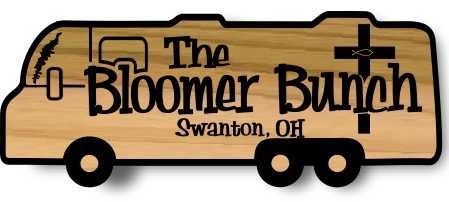 The
Bloomer Bunch
Swanton, OH